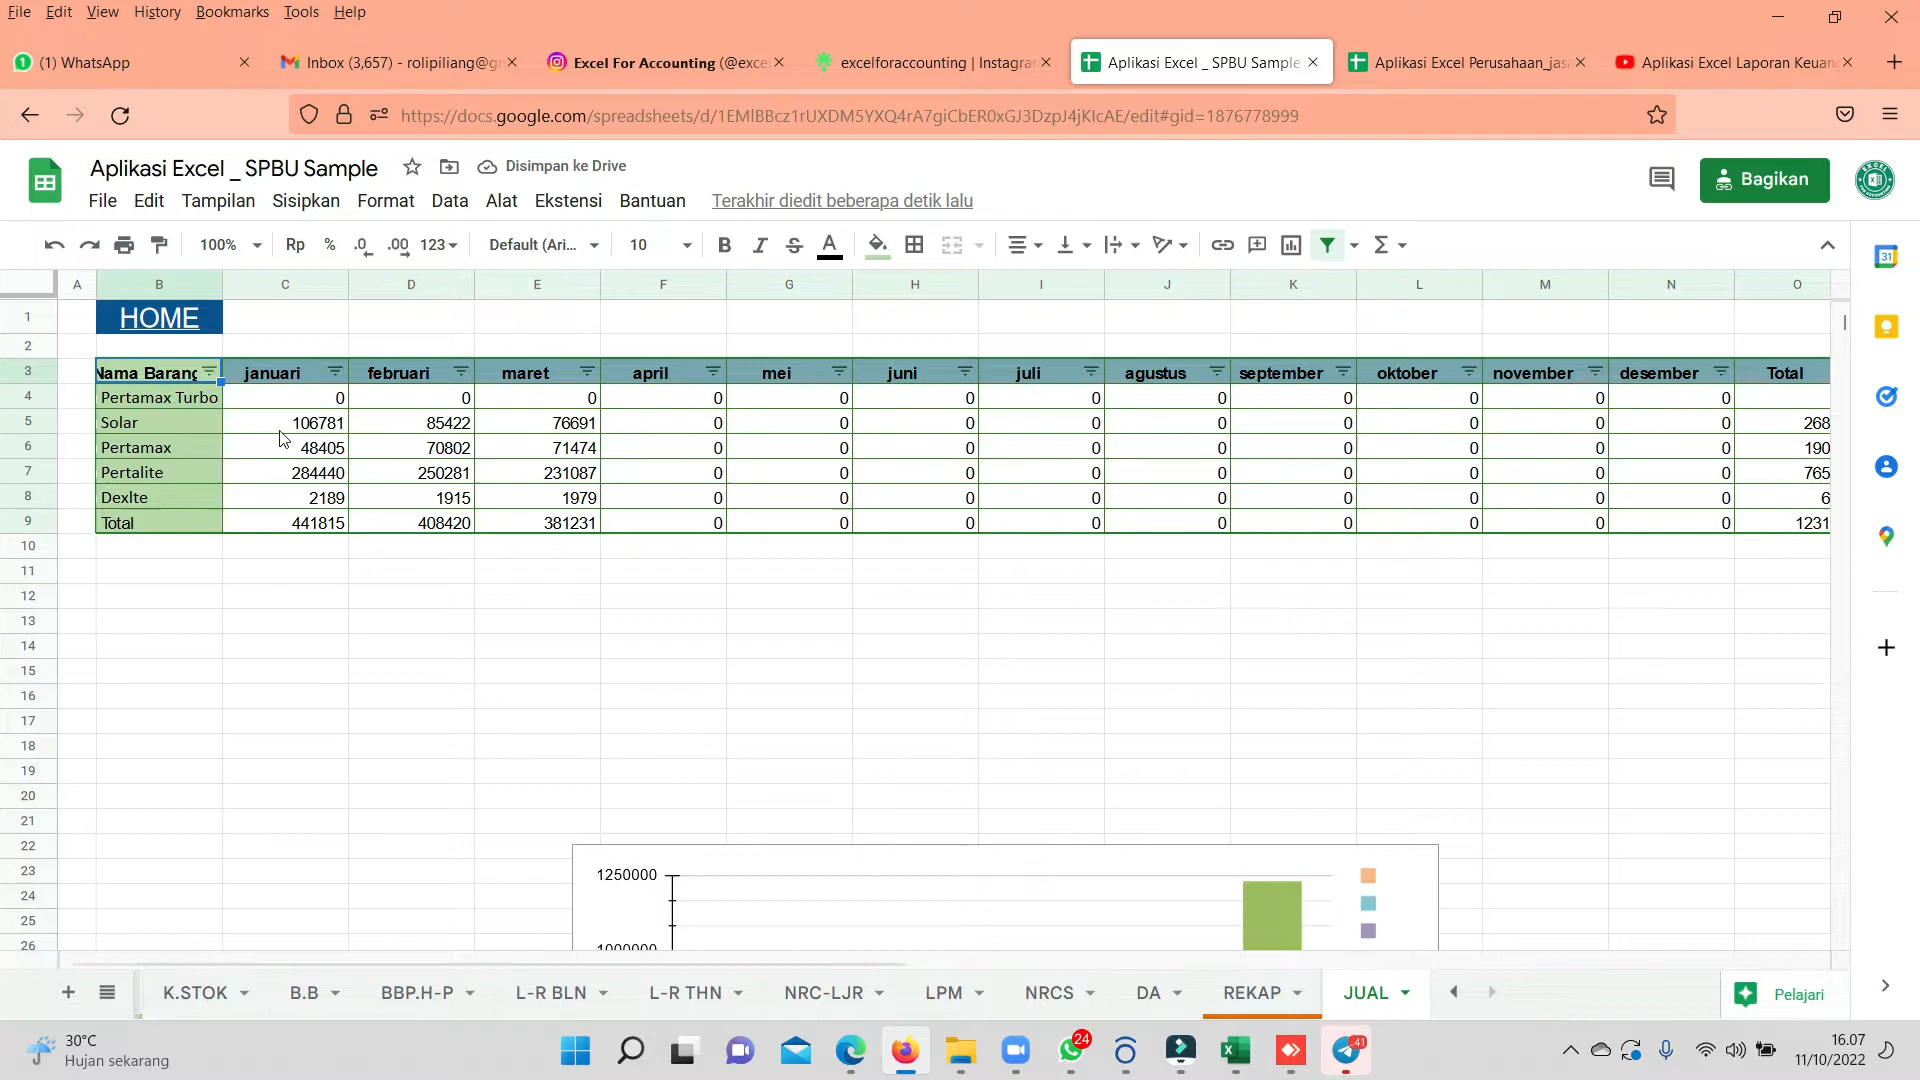 File Edit View History Bookmarks Tools Help
(1) WhatsApp
Inbox (3,657) - rolipiliang@g
Excel For Accounting (@exce
excelforaccounting | Instagra
Aplikasi Excel _ SPBU Sample
Aplikasi Excel Perusahaan_jas
Aplikasi Excel Laporan Keuan
https://docs.google.com/spreadsheets/d/1EMlBBcz1rUXDM5YXQ4rA7giCbER0xGJ3DzpJ4jKIcAE/edit#gid=1876778999
Aplikasi Excel _ SPBU Sample
Disimpan ke Drive
File Edit Tampilan Sisipkan Format Data Alat Ekstensi Bantuan Terakhir diedit beberapa detik lalu
Bagikan
100% Rp % .0 .00 123 Default (Ari... 10 B I S A
A B C D E F G H I J K L M N O
1 HOME
2
3 Nama Barang januari februari maret april mei juni juli agustus september oktober november desember Total
4 Pertamax Turbo 0 0 0 0 0 0 0 0 0 0 0 0
5 Solar 106781 85422 76691 0 0 0 0 0 0 0 0 0 268
6 Pertamax 48405 70802 71474 0 0 0 0 0 0 0 0 0 190
7 Pertalite 284440 250281 231087 0 0 0 0 0 0 0 0 0 765
8 Dexlte 2189 1915 1979 0 0 0 0 0 0 0 0 0 6
9 Total 441815 408420 381231 0 0 0 0 0 0 0 0 0 1231
10
11
12
13
14
15
16
17
18
19
20
21
22
23
24
25
26
1250000
1000000
K.STOK B.B BBP.H-P L-R BLN L-R THN NRC-LJR LPM NRCS DA REKAP JUAL
Pelajari
30°C
Hujan sekarang
24
41
16.07
11/10/2022